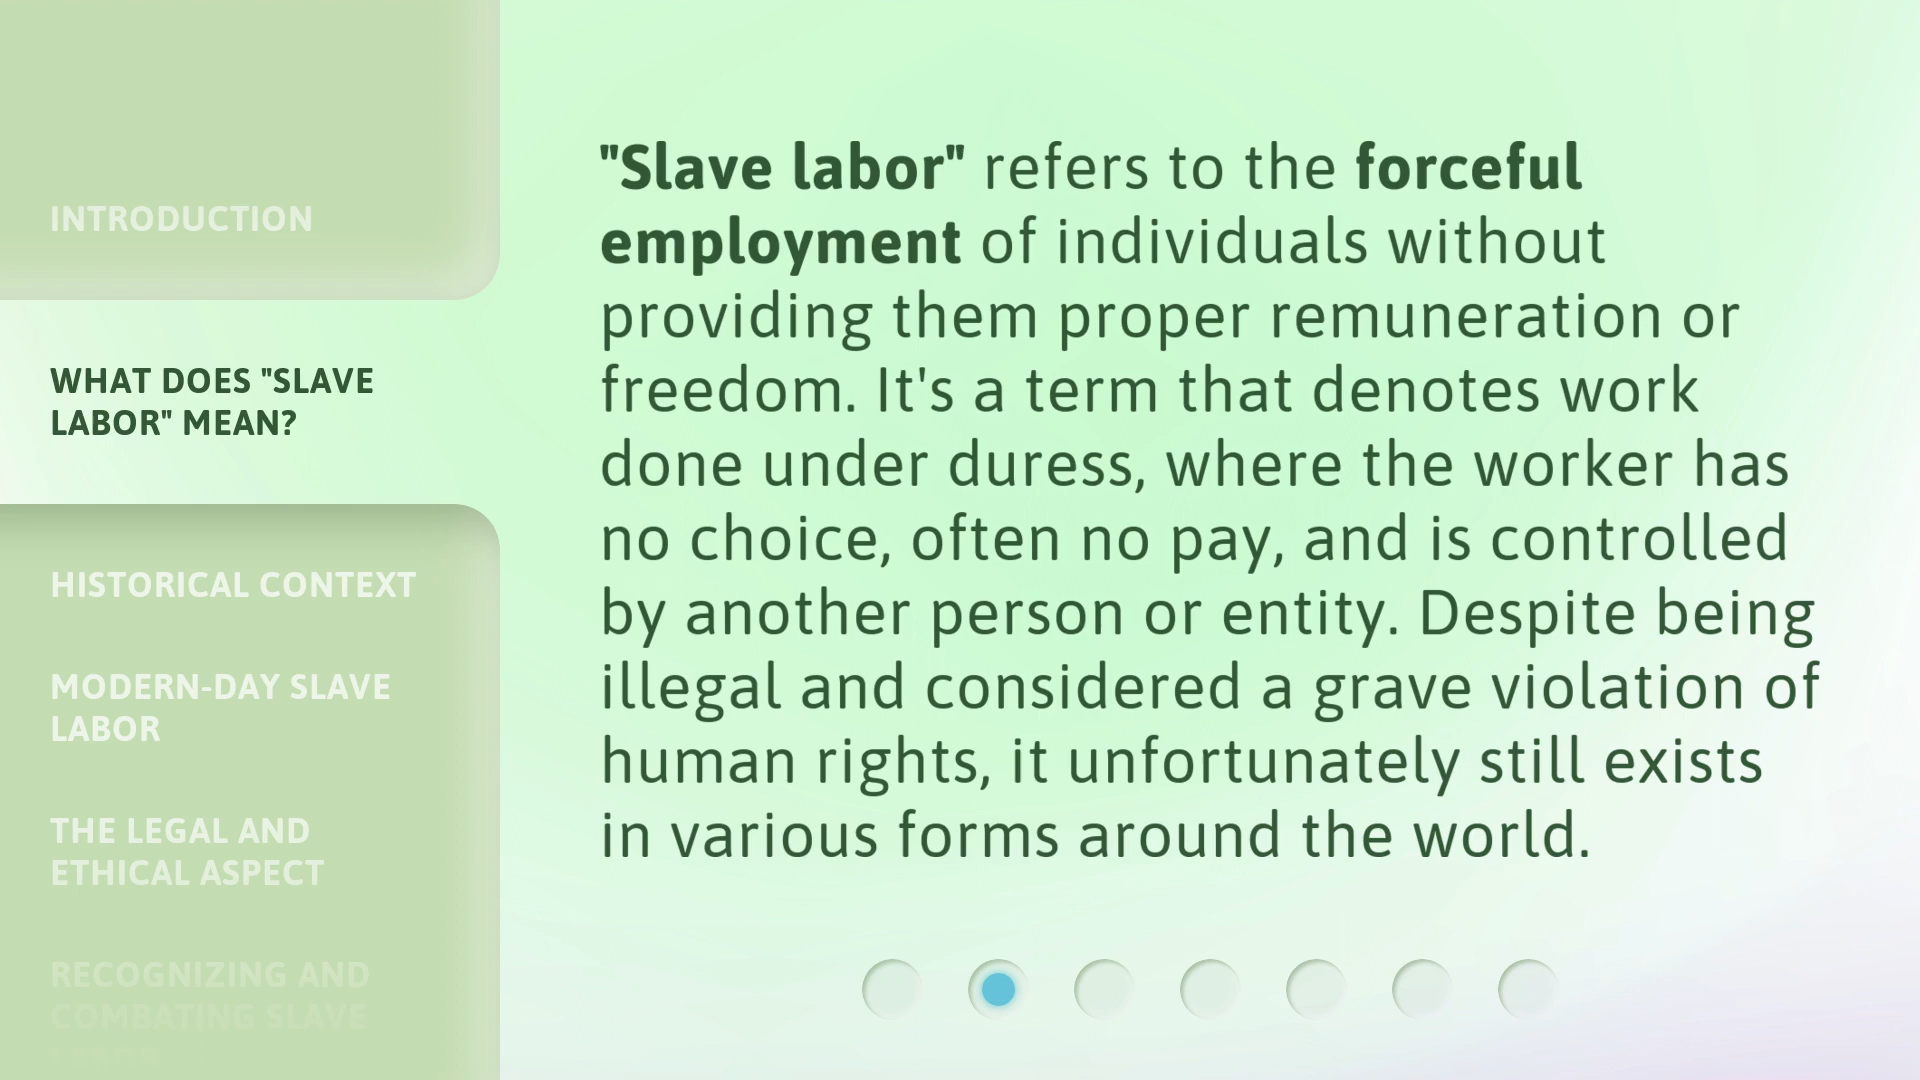 INTRODUCTION
WHAT DOES "SLAVE
LABOR" MEAN?
HISTORICAL CONTEXT
MODERN-DAY SLAVE
LABOR
THE LEGAL AND
ETHICAL ASPECT
RECOGNIZING AND
COMBATING SLAVE
LABOR
"Slave labor" refers to the forceful
employment of individuals without
providing them proper remuneration or
freedom. It's a term that denotes work
done under duress, where the worker has
no choice, often no pay, and is controlled
by another person or entity. Despite being
illegal and considered a grave violation of
human rights, it unfortunately still exists
in various forms around the world.